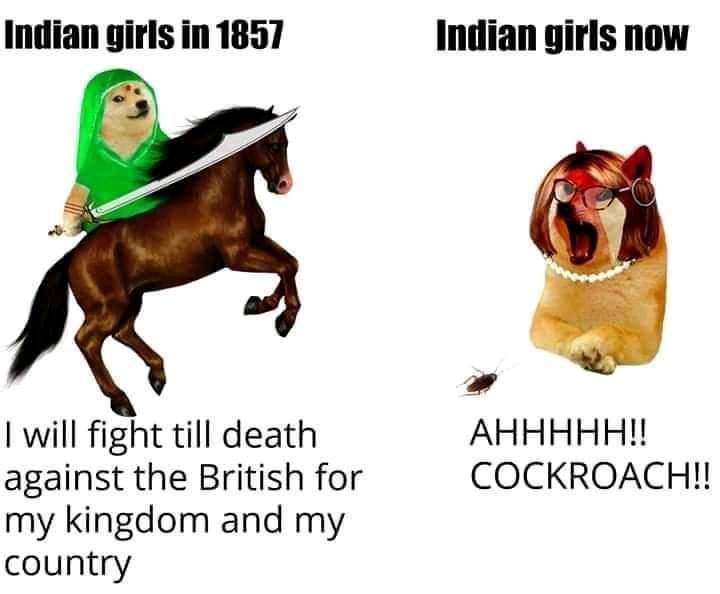 Indian girls in 1857
Indian girls now
I will fight till death
against the British for
my kingdom and my
country
AHHHHH!!
COCKROACH!!